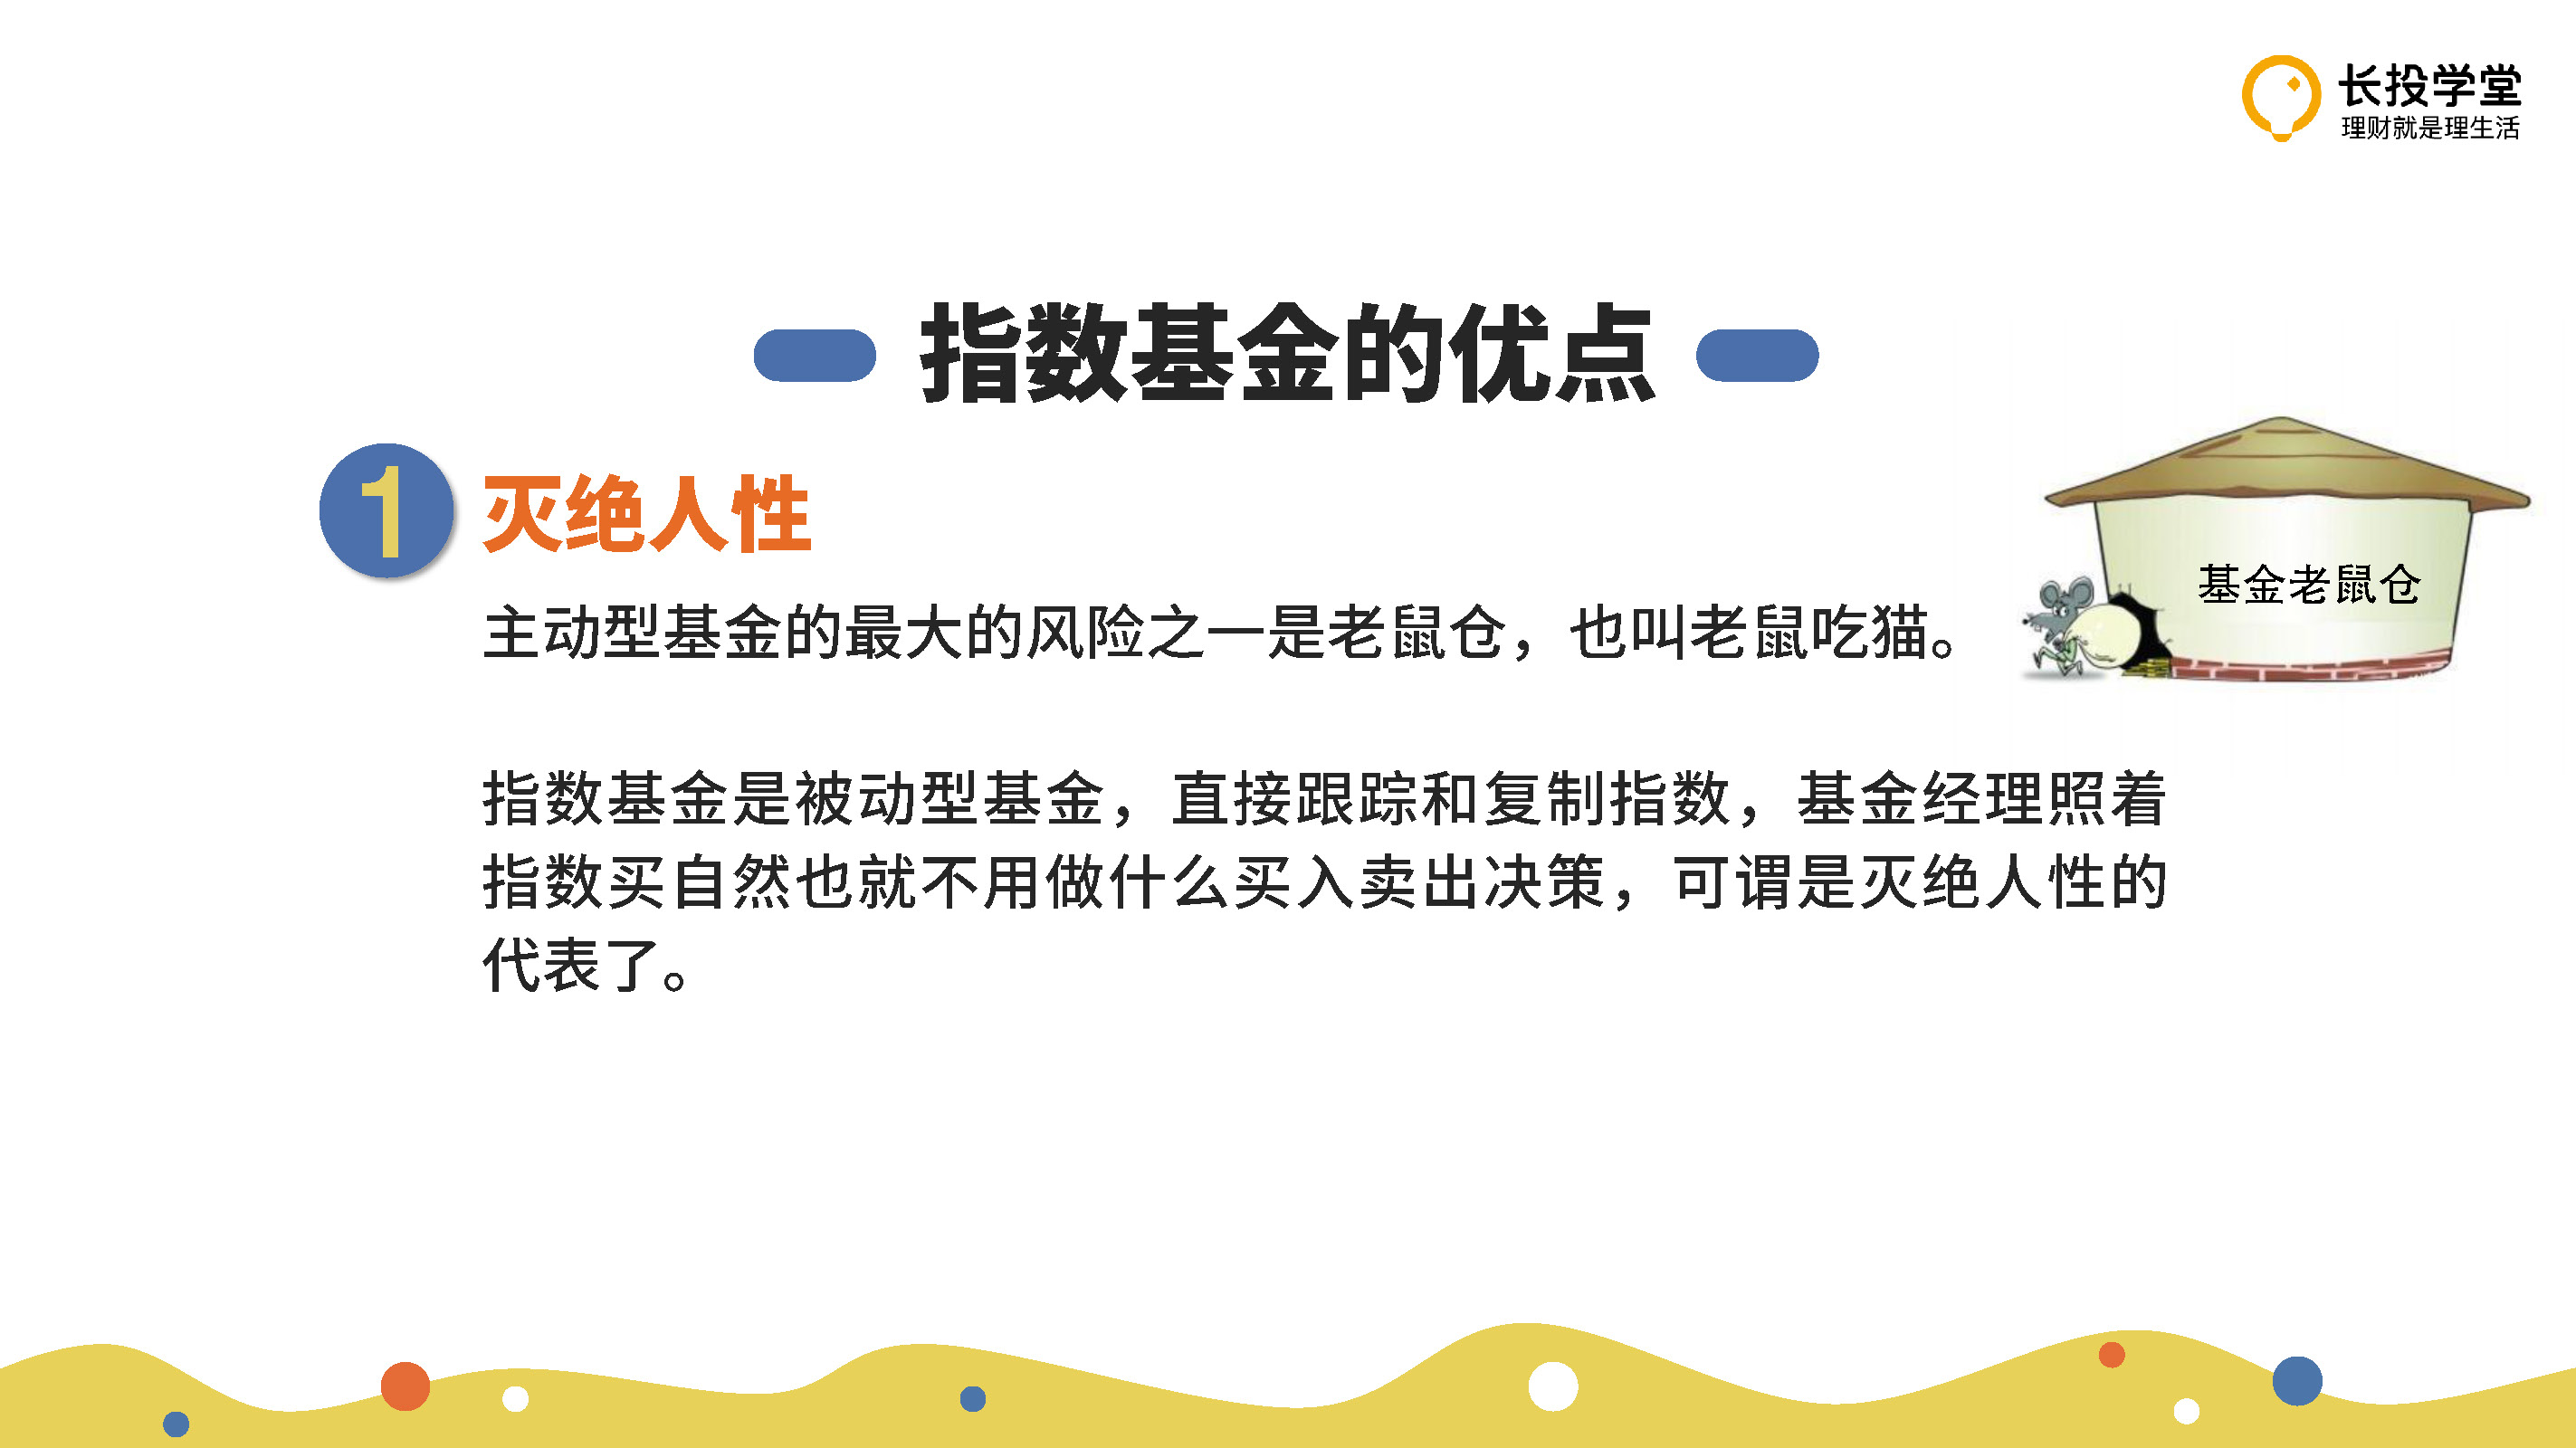 长投学堂
理财就是理生活
指数基金的优点
1 灭绝人性
主动型基金的最大的风险之一是老鼠仓，也叫老鼠吃猫。
基金老鼠仓
指数基金是被动型基金，直接跟踪和复制指数，基金经理照着
指数买自然也就不用做什么买入卖出决策，可谓是灭绝人性的
代表了。